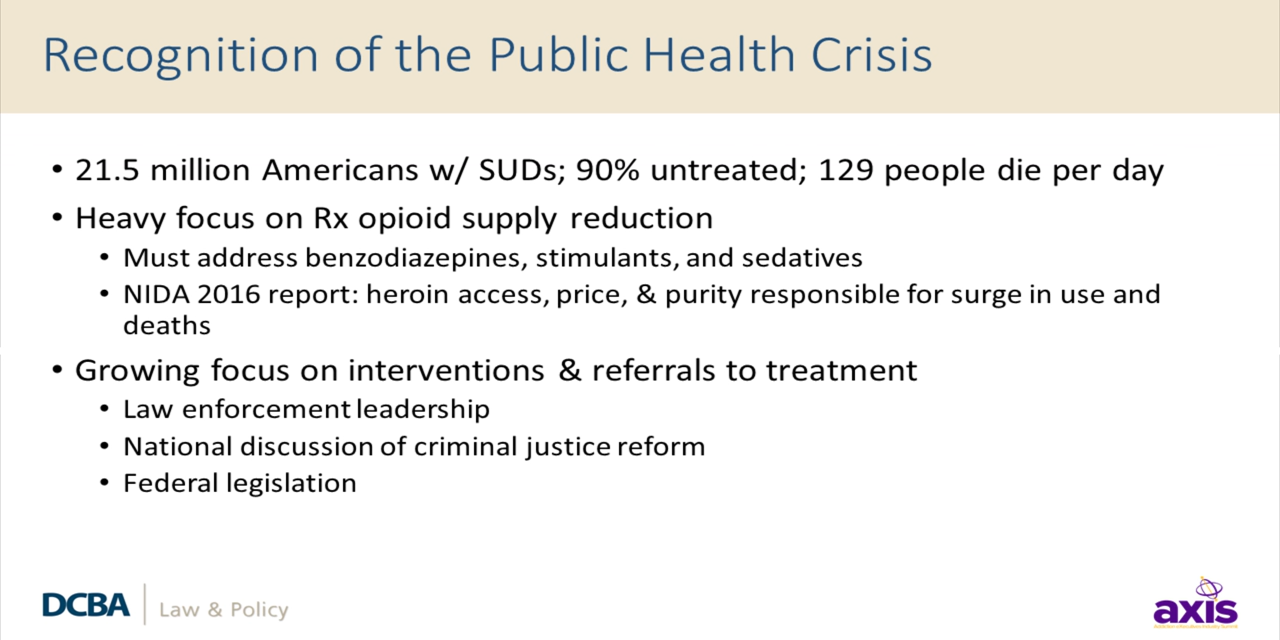 Recognition of the Public Health Crisis
• 21.5 million Americans w/ SUDs; 90% untreated; 129 people die per day
• Heavy focus on Rx opioid supply reduction
• Must address benzodiazepines, stimulants, and sedatives
• NIDA 2016 report: heroin access, price, & purity responsible for surge in use and
deaths
• Growing focus on interventions & referrals to treatment
• Law enforcement leadership
• National discussion of criminal justice reform
• Federal legislation
DCBA | Law & Policy
axis